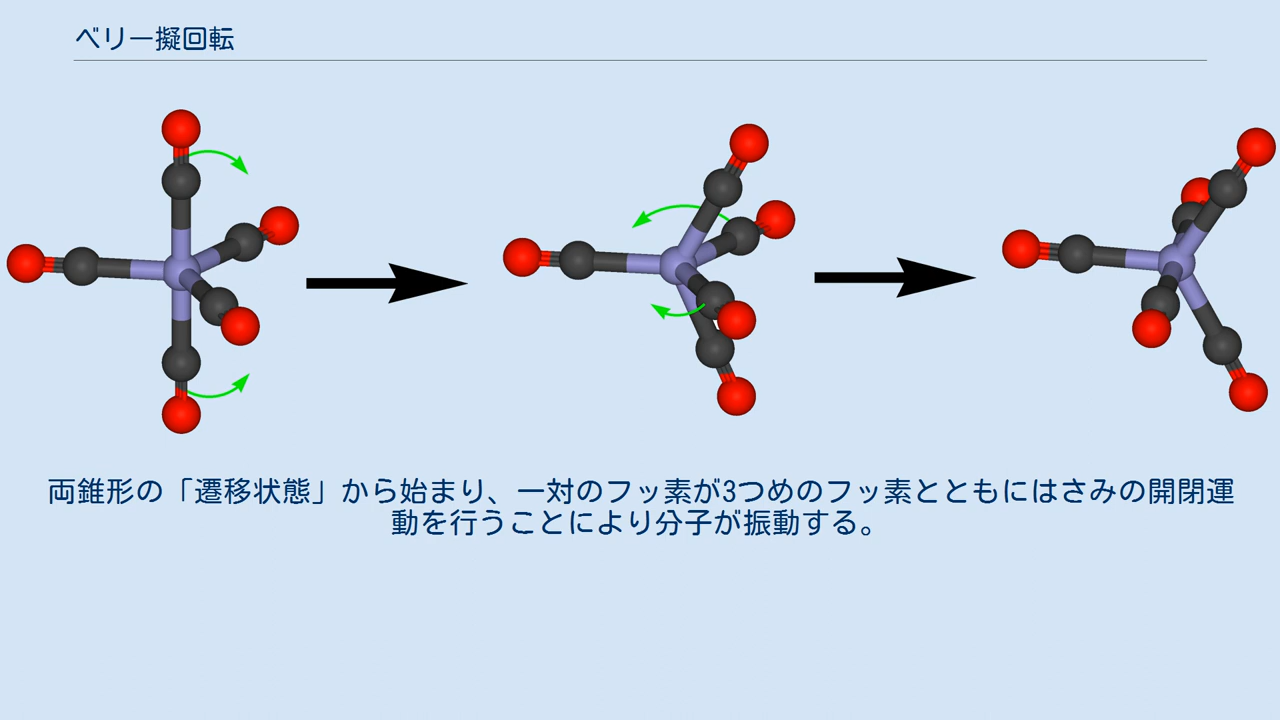 ベリー擬回転
両錐形の「遷移状態」から始まり、一対のフッ素が3つめのフッ素とともにはさみの開閉運
動を行うことにより分子が振動する。